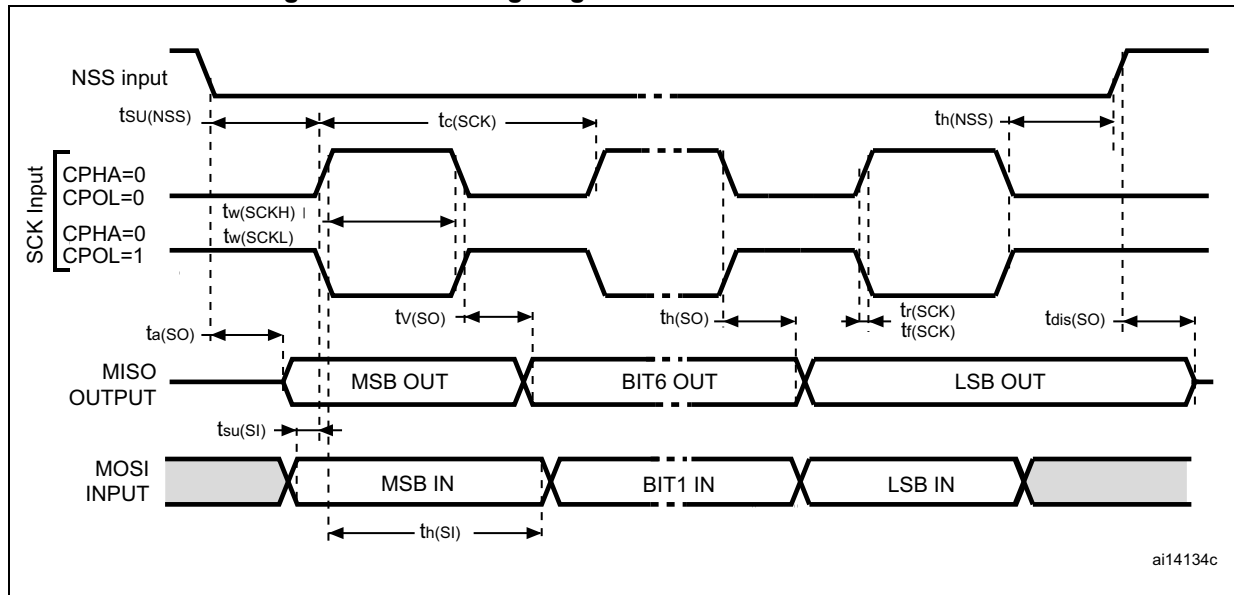 NSS input
tSU(NSS)
tc(SCK)
th(NSS)
SCK Input
CPHA=0
CPOL=0
tw(SCKH)
CPHA=0
tw(SCKL)
CPOL=1
tV(SO)
th(SO)
tr(SCK)
tf(SCK)
ta(SO)
tdis(SO)
MISO
OUTPUT
MSB OUT
BIT6 OUT
LSB OUT
tsu(SI)
MOSI
INPUT
MSB IN
BIT1 IN
LSB IN
th(SI)
ai14134c